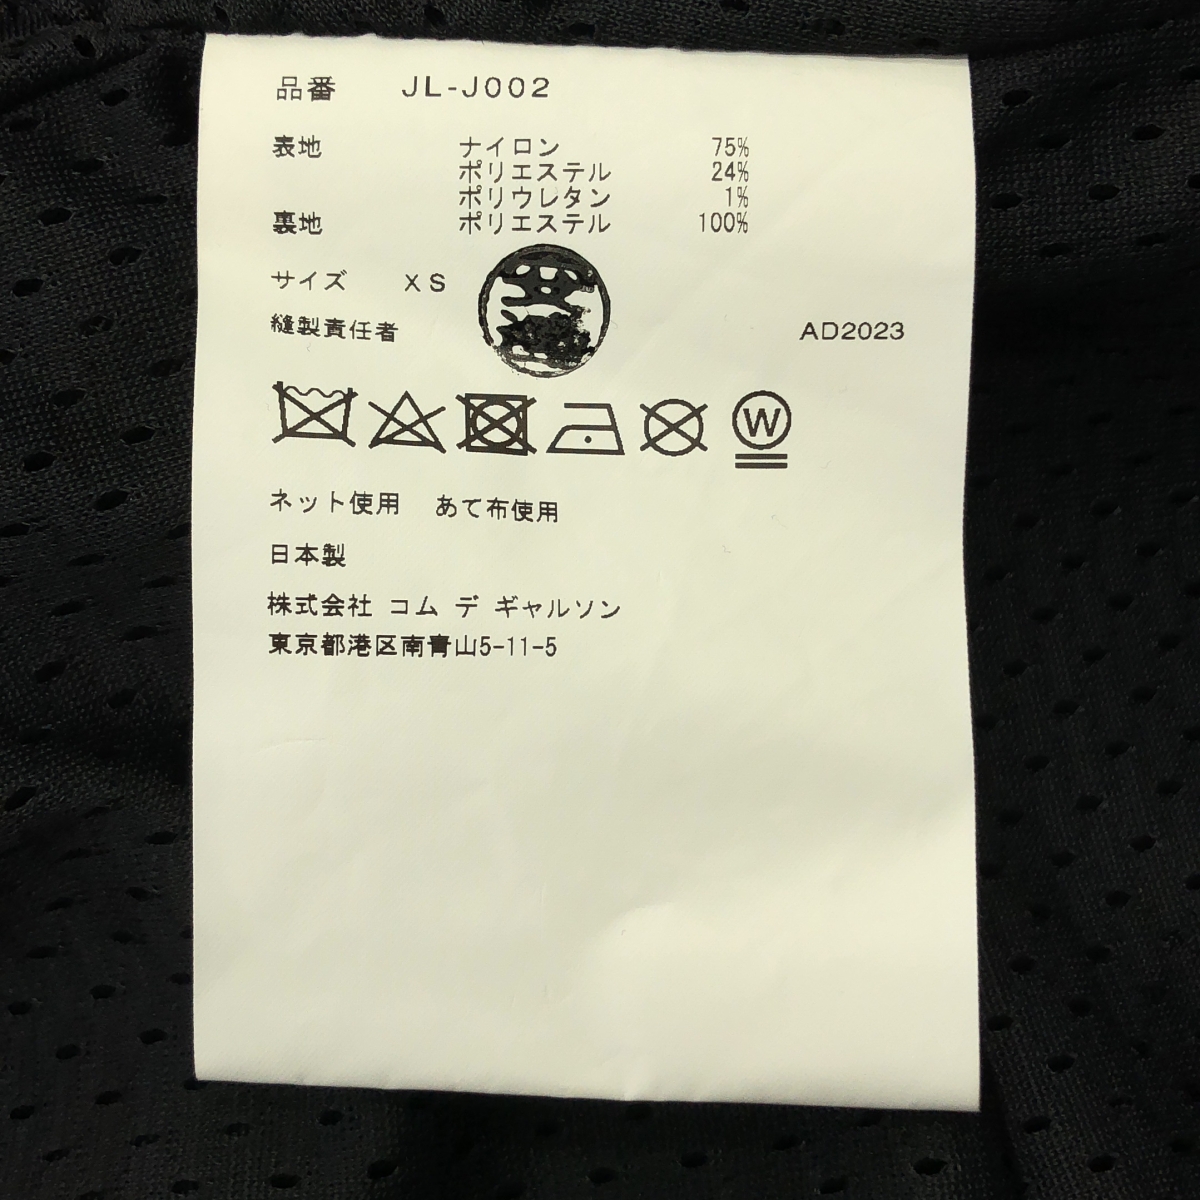 品番 JL-J002
表地 ナイロン 75%
ポリエステル 24%
ポリウレタン 1%
裏地 ポリエステル 100%
サイズ XS
縫製責任者 AD2023
W
ネット使用 あて布使用
日本製
株式会社 コム デ ギャルソン
東京都港区南青山5-11-5